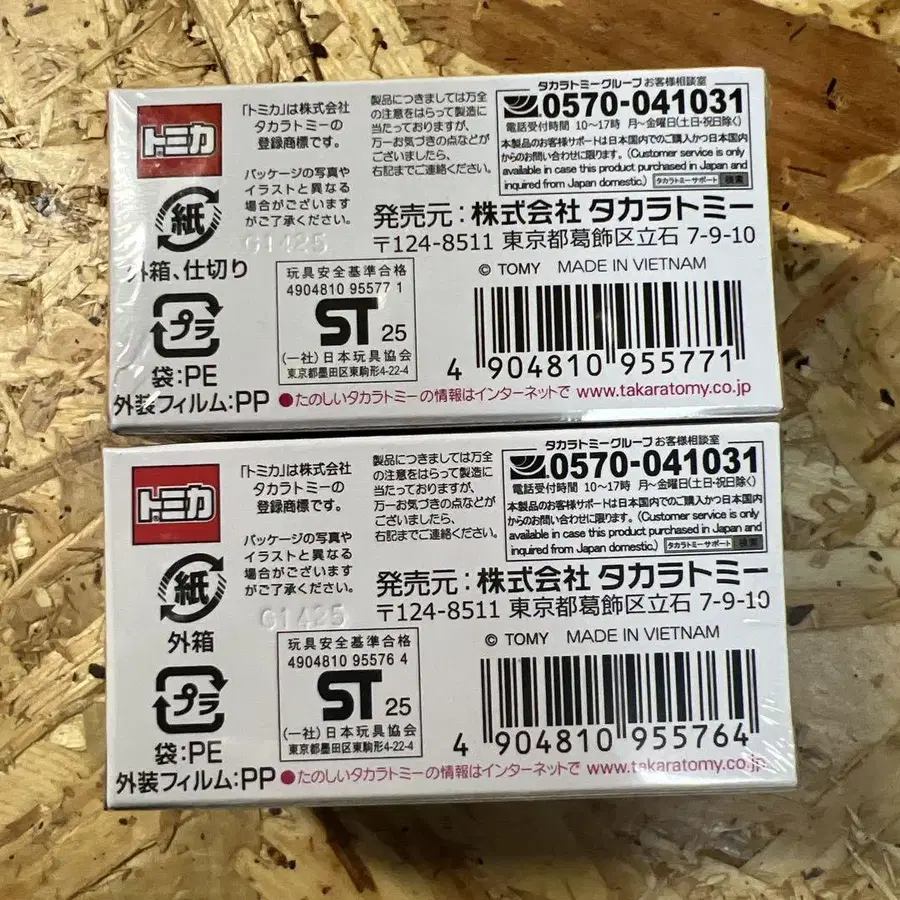 トミカ
「トミカ」は株式会社
タカラトミーの
登録商標です。
パッケージの写真や
イラストと異なる
場合がございます
がご了承ください。
G1425
製品につきましては万全
の注意をはらって製造に
当たっておりますが、
万一お気づきの点などが
ございましたら、
右記までご連絡ください。
タカラトミーグループ お客様相談室
0570-041031
電話受付時間 10～17時 月～金曜日(土日・祝日除く)
本製品のお客様サポートは日本国内でのご購入かつ日本国内
からのお問い合わせに限ります。(Customer service is only
available in case this product purchased in Japan and
inquired from Japan domestic.) タカラトミーサポート 検索
発売元:株式会社 タカラトミー
〒124-8511 東京都葛飾区立石 7-9-10
紙
外箱、仕切り
プラ
袋:PE
外装フィルム:PP
玩具安全基準合格
4904810 95577 1
ST 25
(一社)日本玩具協会
東京都墨田区東駒形4-22-4
© TOMY MADE IN VIETNAM
4 904810 955771
●たのしいタカラトミーの情報はインターネットで www.takaratomy.co.jp
トミカ
「トミカ」は株式会社
タカラトミーの
登録商標です。
パッケージの写真や
イラストと異なる
場合がございます
がご了承ください。
G1425
製品につきましては万全
の注意をはらって製造に
当たっておりますが、
万一お気づきの点などが
ございましたら、
右記までご連絡ください。
タカラトミーグループ お客様相談室
0570-041031
電話受付時間 10～17時 月～金曜日(土日・祝日除く)
本製品のお客様サポートは日本国内でのご購入かつ日本国内
からのお問い合わせに限ります。(Customer service is only
available in case this product purchased in Japan and
inquired from Japan domestic.) タカラトミーサポート 検索
発売元:株式会社 タカラトミー
〒124-8511 東京都葛飾区立石 7-9-10
紙
外箱
プラ
袋:PE
外装フィルム:PP
玩具安全基準合格
4904810 95576 4
ST 25
(一社)日本玩具協会
東京都墨田区東駒形4-22-4
© TOMY MADE IN VIETNAM
4 904810 955764
●たのしいタカラトミーの情報はインターネットで www.takaratomy.co.jp